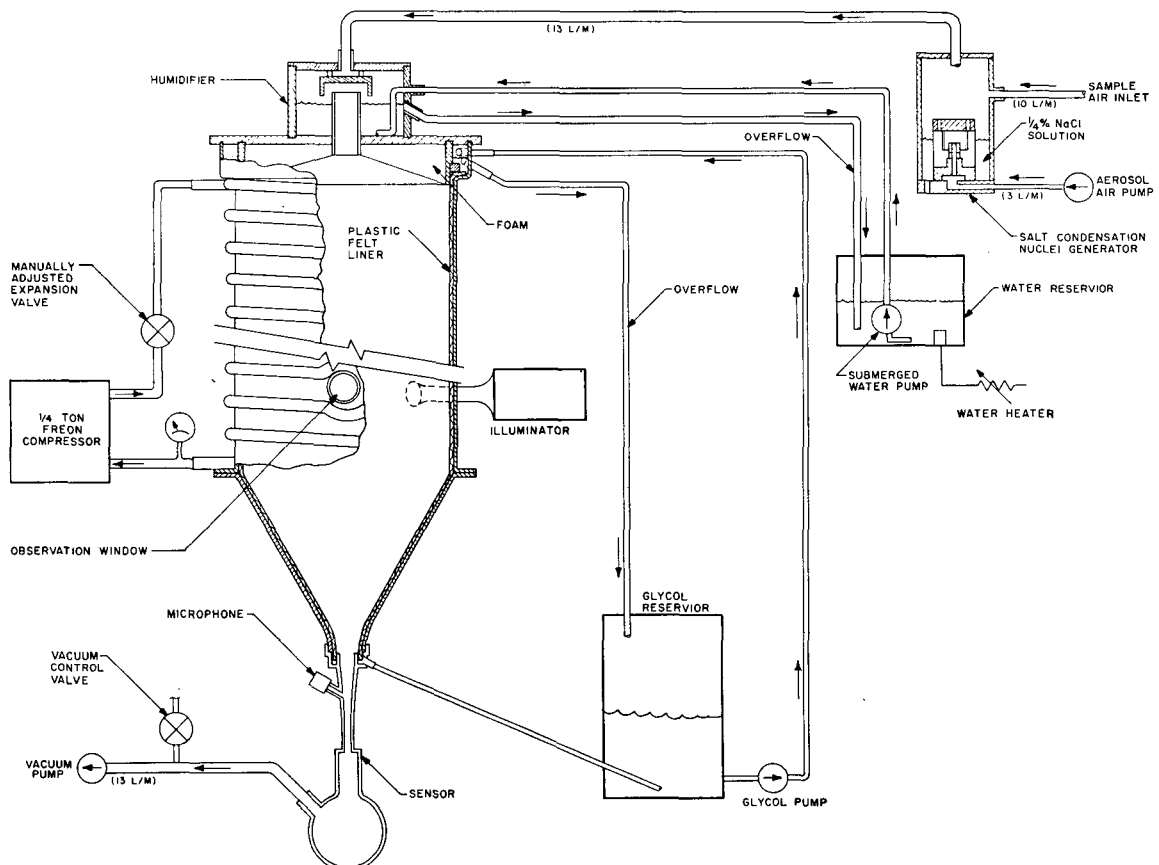 (13 L/M)
HUMIDIFIER
SAMPLE
AIR INLET
(10 L/M)
1/4% NaCl
SOLUTION
OVERFLOW
AEROSOL
AIR PUMP
(3 L/M)
FOAM
SALT CONDENSATION
NUCLEI GENERATOR
PLASTIC
FELT
LINER
MANUALLY
ADJUSTED
EXPANSION
VALVE
OVERFLOW
WATER RESERVIOR
SUBMERGED
WATER PUMP
WATER HEATER
1/4 TON
FREON
COMPRESSOR
ILLUMINATOR
OBSERVATION WINDOW
GLYCOL
RESERVIOR
MICROPHONE
VACUUM
CONTROL
VALVE
VACUUM
PUMP
(13 L/M)
SENSOR
GLYCOL PUMP